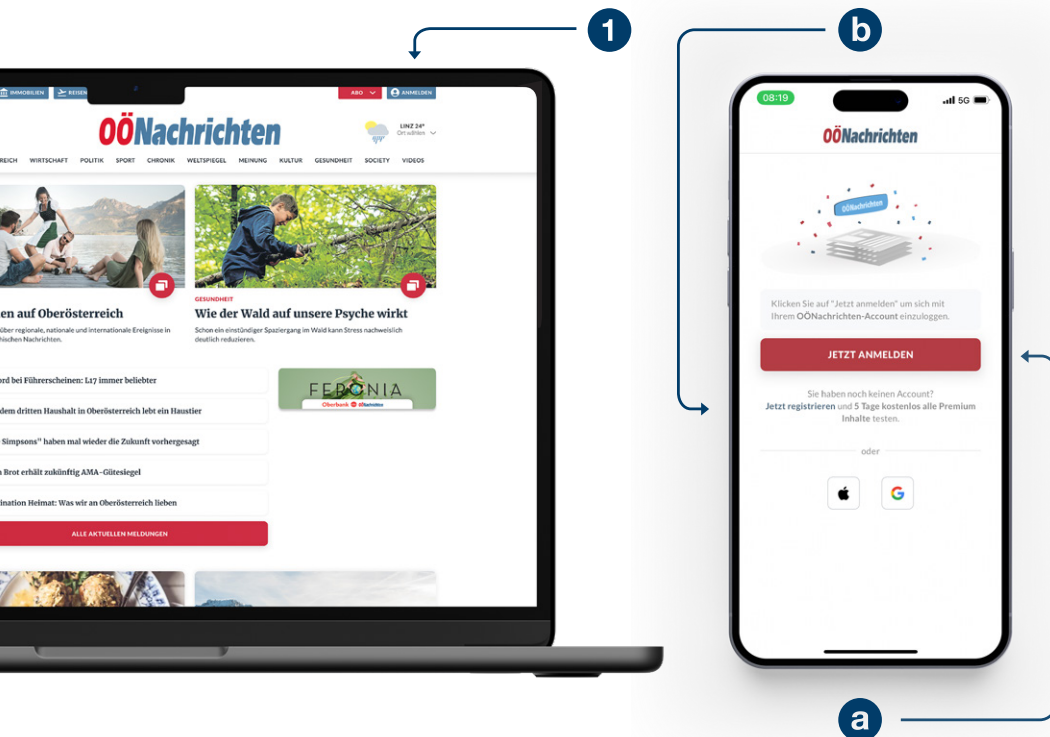 1
b
IMMOBILIEN
REISEN
ABO
ANMELDEN
OÖNachrichten
LINZ 24°
Ort wählen
REICH WIRTSCHAFT POLITIK SPORT CHRONIK WELTSPIEGEL MEINUNG KULTUR GESUNDHEIT SOCIETY VIDEOS
en auf Oberösterreich
über regionale, nationale und internationale Ereignisse in
hischen Nachrichten.
GESUNDHEIT
Wie der Wald auf unsere Psyche wirkt
Schon ein einstündiger Spaziergang im Wald kann Stress nachweislich
deutlich reduzieren.
ord bei Führerscheinen: L17 immer beliebter
dem dritten Haushalt in Oberösterreich lebt ein Haustier
Simpsons" haben mal wieder die Zukunft vorhergesagt
Brot erhält zukünftig AMA-Gütesiegel
ination Heimat: Was wir an Oberösterreich lieben
ALLE AKTUELLEN MELDUNGEN
FERONIA
Oberbank OÖNachrichten
08:19
5G
OÖNachrichten
OÖNachrichten
Klicken Sie auf "Jetzt anmelden" um sich mit
Ihrem OÖNachrichten-Account einzuloggen.
JETZT ANMELDEN
Sie haben noch keinen Account?
Jetzt registrieren und 5 Tage kostenlos alle Premium
Inhalte testen.
oder
G
a